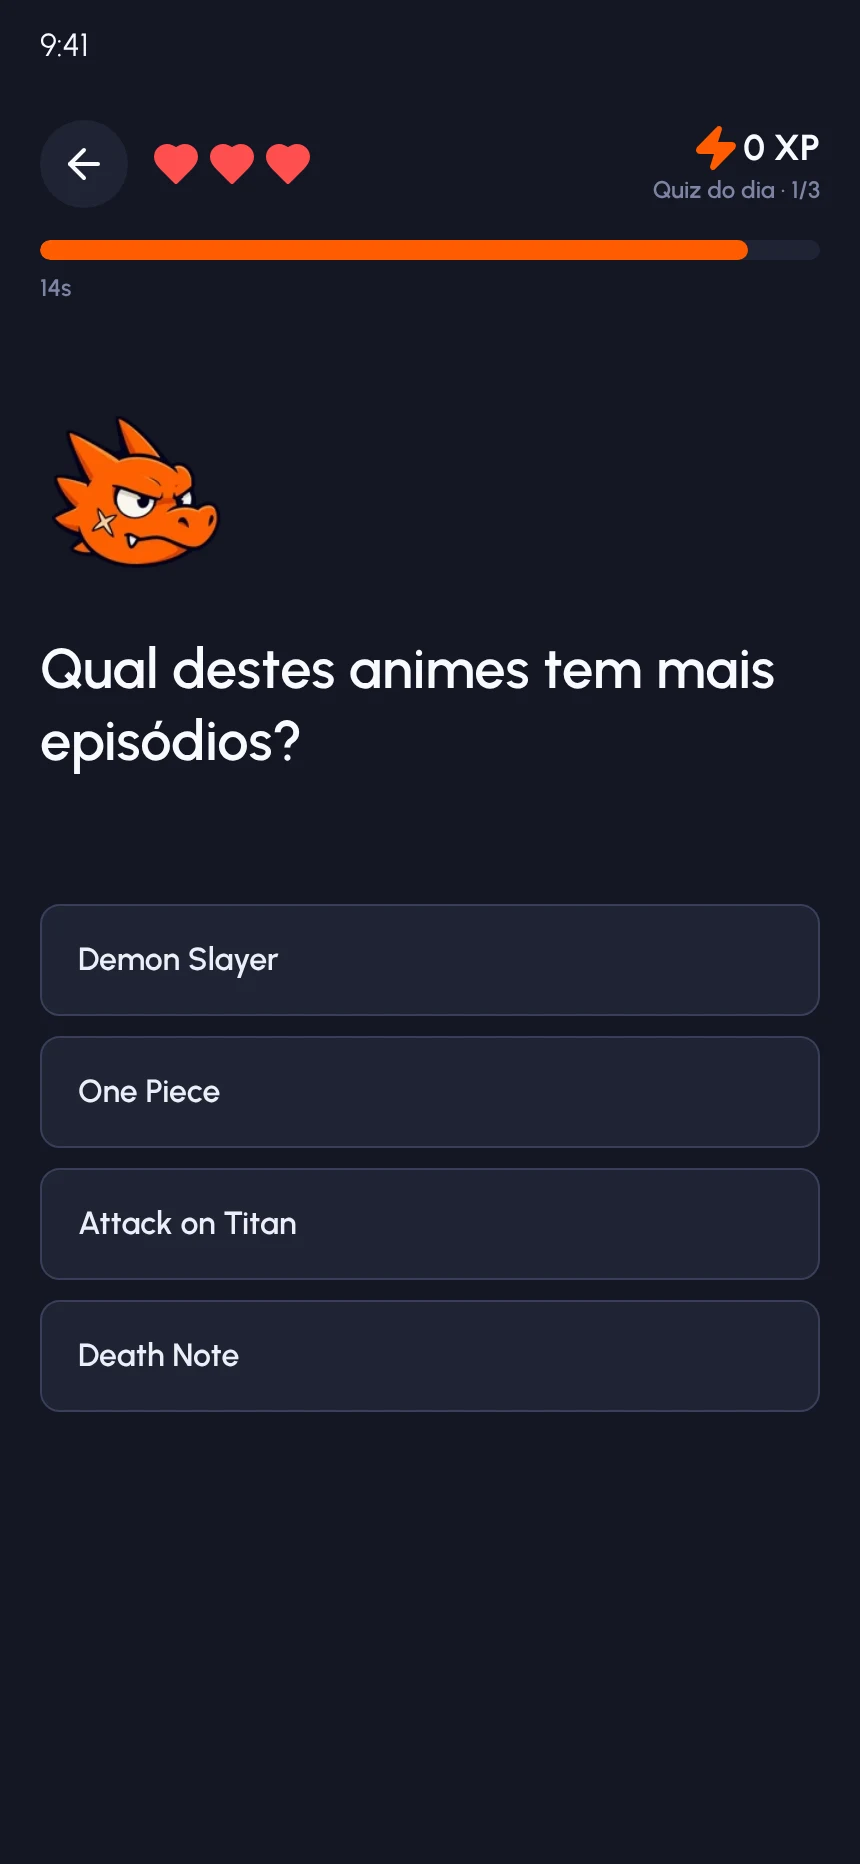 9:41
0 XP
Quiz do dia · 1/3
14s
Qual destes animes tem mais
episódios?
Demon Slayer
One Piece
Attack on Titan
Death Note